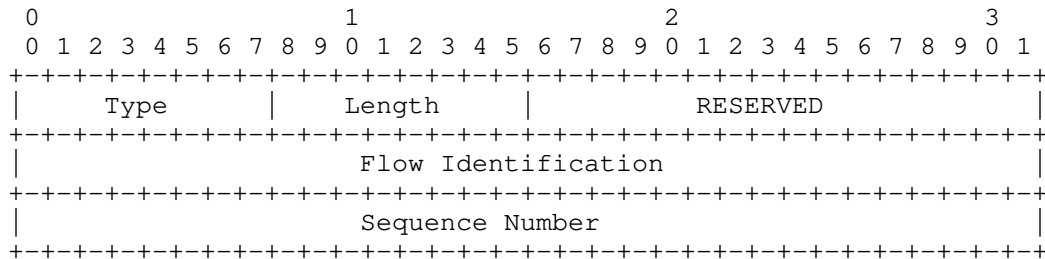 0                   1                   2                   3
 0 1 2 3 4 5 6 7 8 9 0 1 2 3 4 5 6 7 8 9 0 1 2 3 4 5 6 7 8 9 0 1
+-+-+-+-+-+-+-+-+-+-+-+-+-+-+-+-+-+-+-+-+-+-+-+-+-+-+-+-+-+-+-+-+
|     Type      |    Length     |          RESERVED             |
+-+-+-+-+-+-+-+-+-+-+-+-+-+-+-+-+-+-+-+-+-+-+-+-+-+-+-+-+-+-+-+-+
|                     Flow Identification                       |
+-+-+-+-+-+-+-+-+-+-+-+-+-+-+-+-+-+-+-+-+-+-+-+-+-+-+-+-+-+-+-+-+
|                     Sequence Number                           |
+-+-+-+-+-+-+-+-+-+-+-+-+-+-+-+-+-+-+-+-+-+-+-+-+-+-+-+-+-+-+-+-+